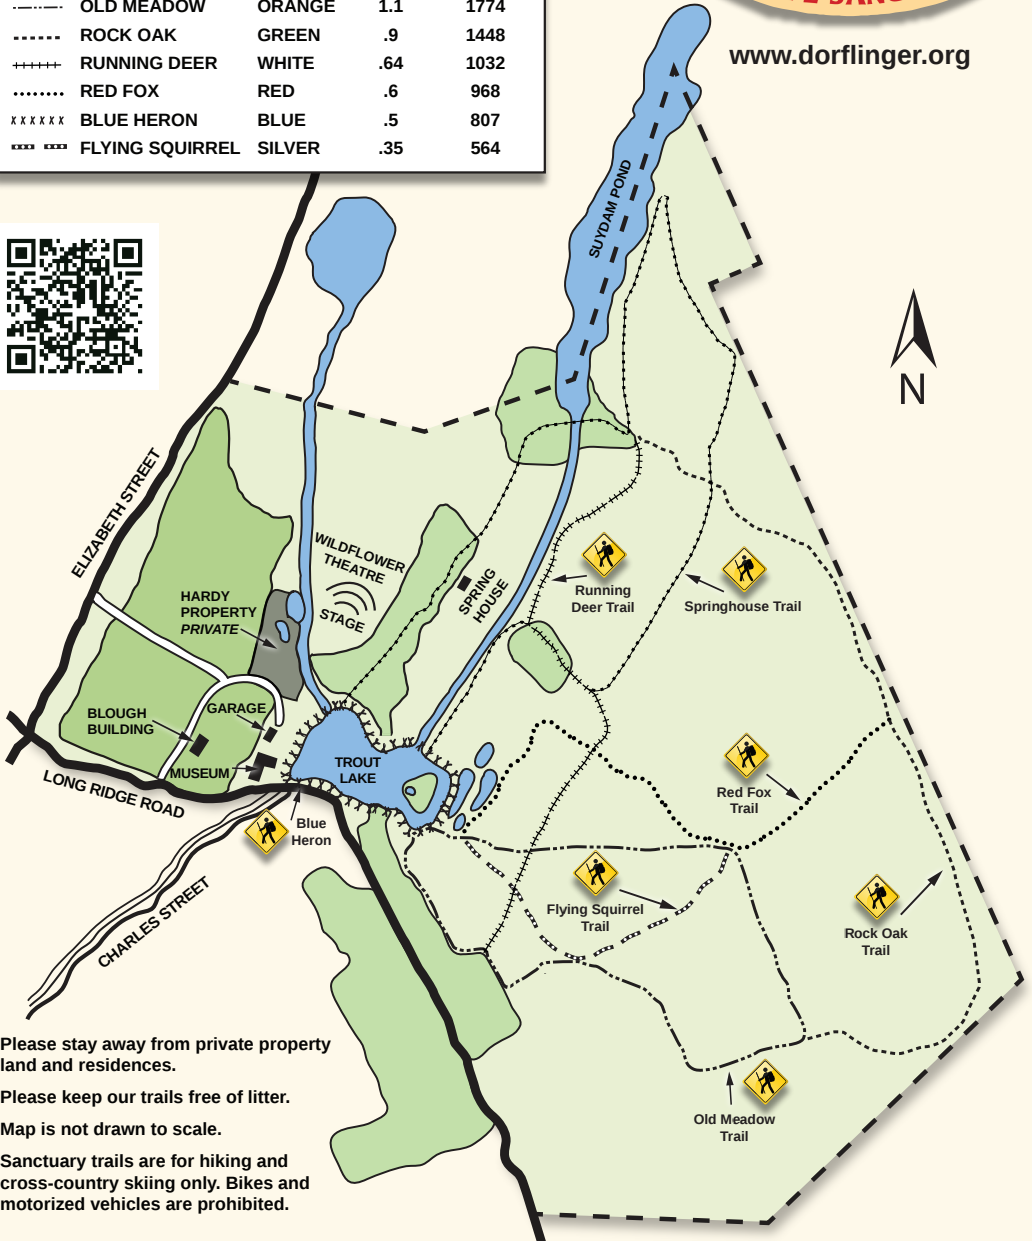 OLD MEADOW ORANGE 1.1 1774
ROCK OAK GREEN .9 1448
RUNNING DEER WHITE .64 1032
RED FOX RED .6 968
BLUE HERON BLUE .5 807
FLYING SQUIRREL SILVER .35 564
www.dorflinger.org
SUYDAM POND
N
ELIZABETH STREET
WILDFLOWER
THEATRE
STAGE
SPRING
HOUSE
HARDY
PROPERTY
PRIVATE
Running
Deer Trail
Springhouse Trail
BLOUGH
BUILDING
GARAGE
MUSEUM
TROUT
LAKE
LONG RIDGE ROAD
Blue
Heron
Red Fox
Trail
CHARLES STREET
Flying Squirrel
Trail
Rock Oak
Trail
Old Meadow
Trail
Please stay away from private property
land and residences.
Please keep our trails free of litter.
Map is not drawn to scale.
Sanctuary trails are for hiking and
cross-country skiing only. Bikes and
motorized vehicles are prohibited.